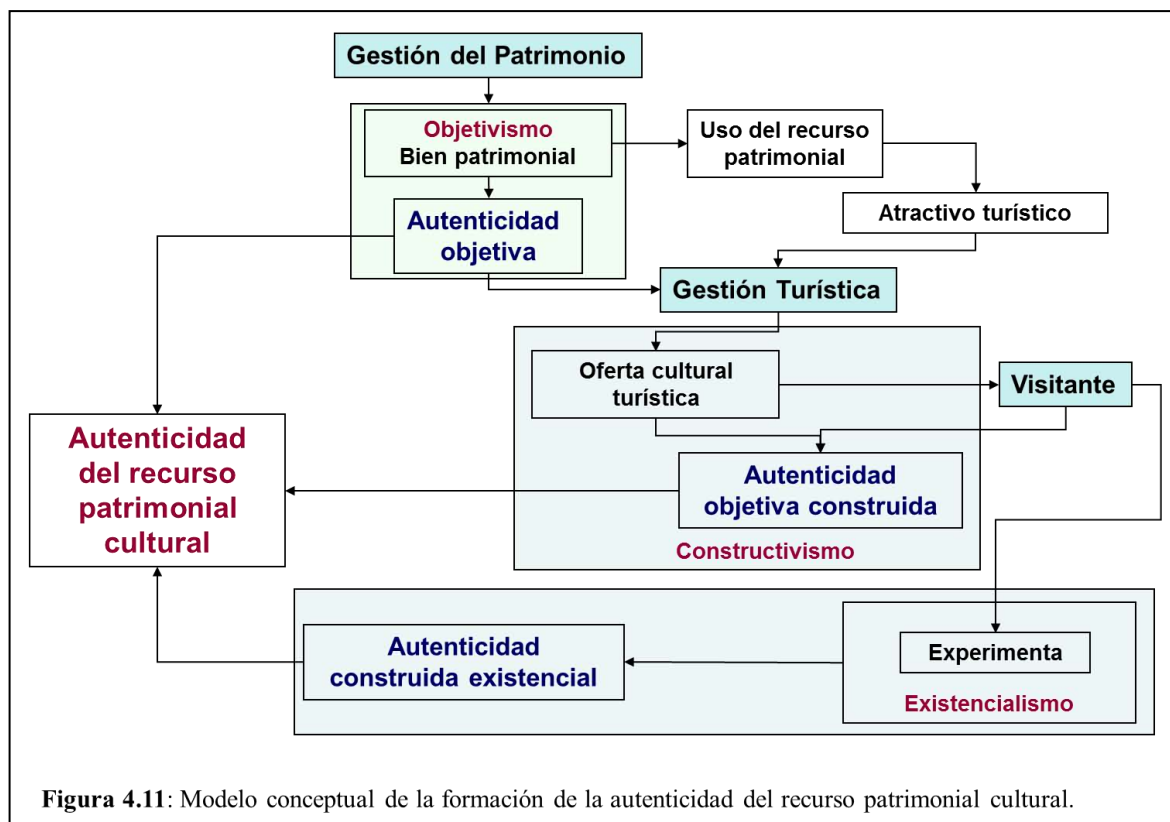 Gestión del Patrimonio
Objetivismo
Bien patrimonial
Uso del recurso
patrimonial
Autenticidad
objetiva
Atractivo turístico
Gestión Turística
Oferta cultural
turística
Visitante
Autenticidad
del recurso
patrimonial
cultural
Autenticidad
objetiva construida
Constructivismo
Autenticidad
construida existencial
Experimenta
Existencialismo
Figura 4.11: Modelo conceptual de la formación de la autenticidad del recurso patrimonial cultural.